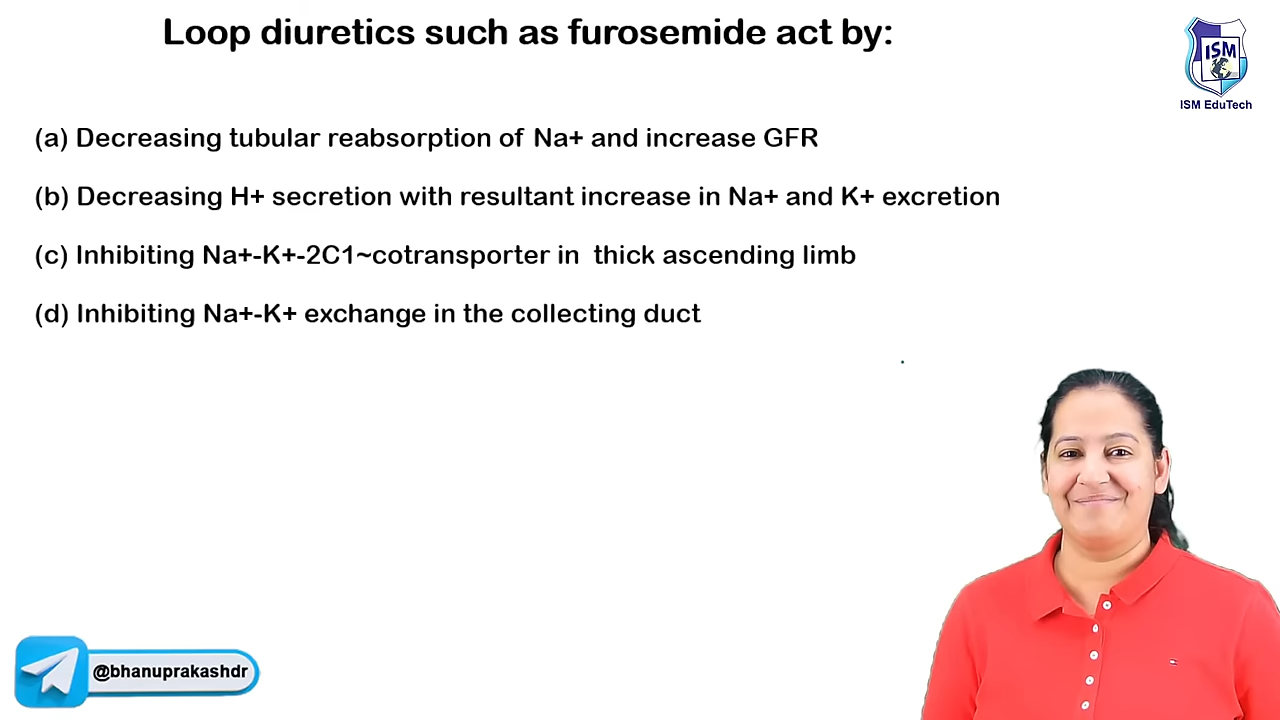 Loop diuretics such as furosemide act by:
ISM
ISM EduTech
(a) Decreasing tubular reabsorption of Na+ and increase GFR
(b) Decreasing H+ secretion with resultant increase in Na+ and K+ excretion
(c) Inhibiting Na+-K+-2C1~cotransporter in thick ascending limb
(d) Inhibiting Na+-K+ exchange in the collecting duct
@bhanuprakashdr